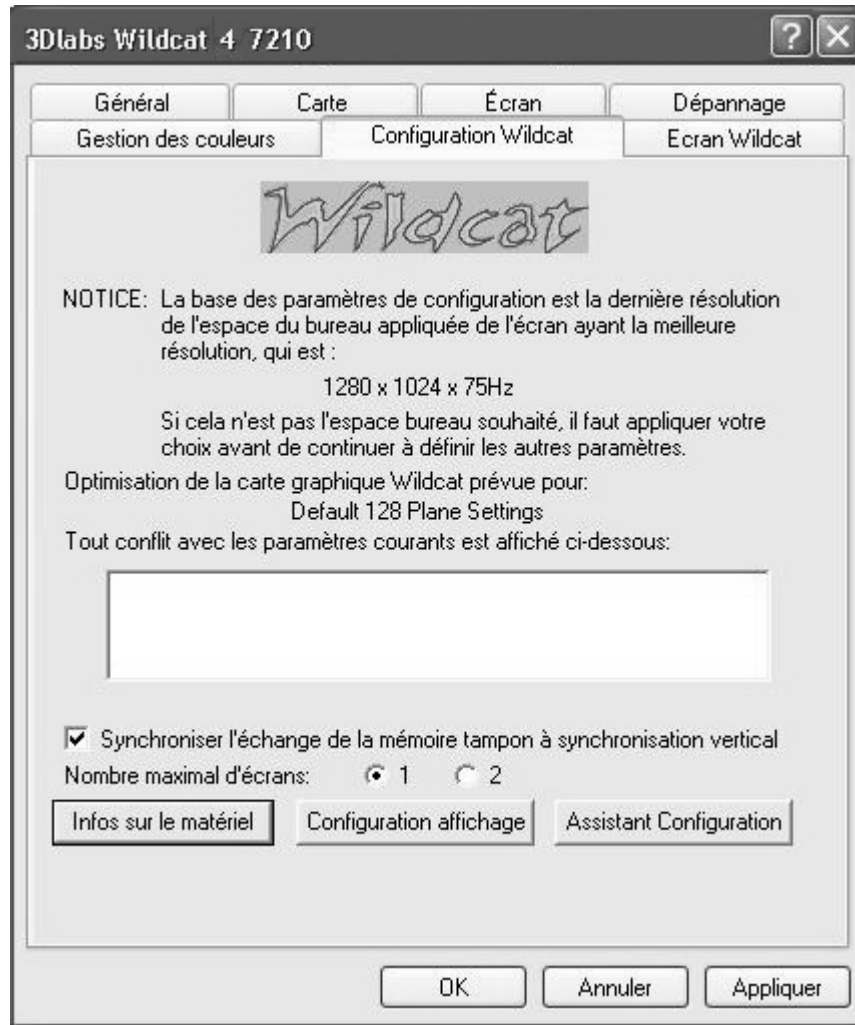 3Dlabs Wildcat 4 7210
Général Carte Écran Dépannage
Gestion des couleurs Configuration Wildcat Ecran Wildcat
Wildcat
NOTICE: La base des paramètres de configuration est la dernière résolution
de l'espace du bureau appliquée de l'écran ayant la meilleure
résolution, qui est :
1280 x 1024 x 75Hz
Si cela n'est pas l'espace bureau souhaité, il faut appliquer votre
choix avant de continuer à définir les autres paramètres.
Optimisation de la carte graphique Wildcat prévue pour:
Default 128 Plane Settings
Tout conflit avec les paramètres courants est affiché ci-dessous:
Synchroniser l'échange de la mémoire tampon à synchronisation vertical
Nombre maximal d'écrans: 1 2
Infos sur le matériel Configuration affichage Assistant Configuration
OK Annuler Appliquer